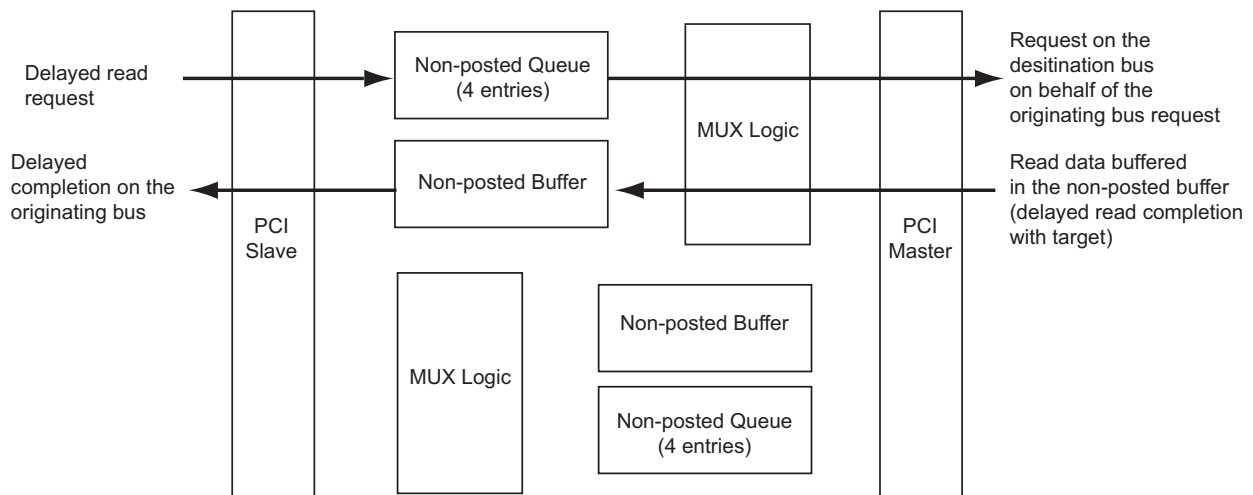 Delayed read
request
Non-posted Queue
(4 entries)
Request on the
desitination bus
on behalf of the
originating bus request
MUX Logic
Delayed
completion on the
originating bus
Non-posted Buffer
Read data buffered
in the non-posted buffer
(delayed read completion
with target)
PCI
Slave
PCI
Master
MUX Logic
Non-posted Buffer
Non-posted Queue
(4 entries)